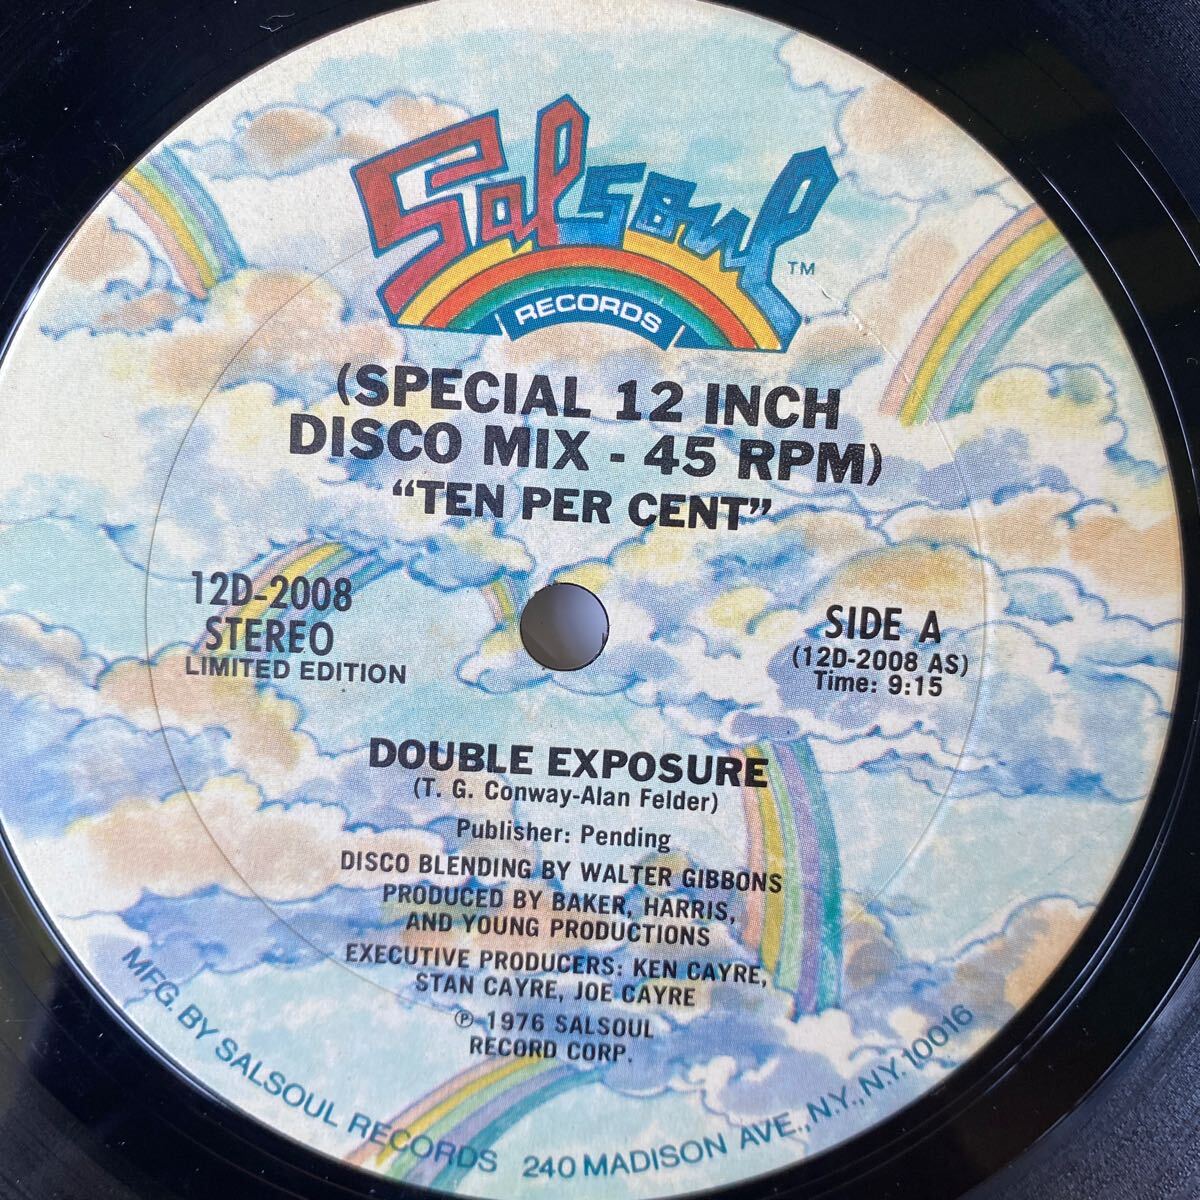 Salsoul
TM
RECORDS
(SPECIAL 12 INCH
DISCO MIX - 45 RPM)
“TEN PER CENT”
12D-2008
STEREO
LIMITED EDITION
SIDE A
(12D-2008 AS)
Time: 9:15
DOUBLE EXPOSURE
(T. G. Conway-Alan Felder)
Publisher: Pending
DISCO BLENDING BY WALTER GIBBONS
PRODUCED BY BAKER, HARRIS,
AND YOUNG PRODUCTIONS
EXECUTIVE PRODUCERS: KEN CAYRE,
STAN CAYRE, JOE CAYRE
℗ 1976 SALSOUL
RECORD CORP.
MFG. BY SALSOUL RECORDS 240 MADISON AVE., N.Y., N.Y. 10016